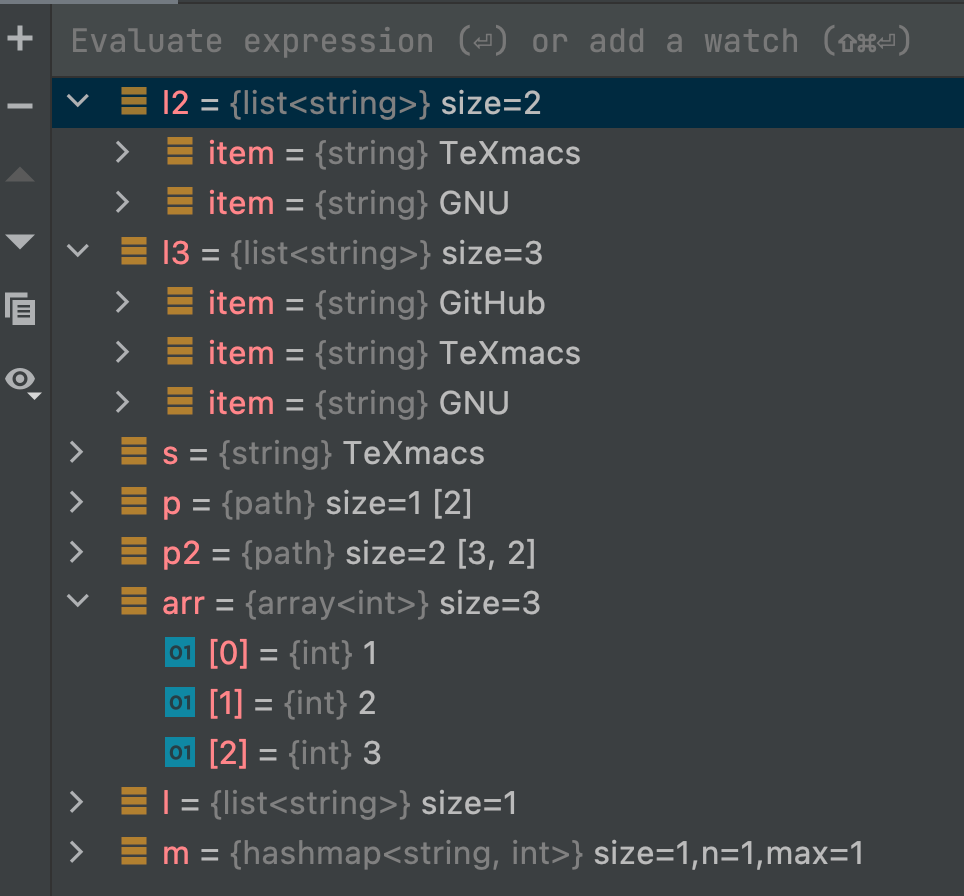 Evaluate expression (⏎) or add a watch (⇧⌘⏎)
l2 = {list<string>} size=2
item = {string} TeXmacs
item = {string} GNU
l3 = {list<string>} size=3
item = {string} GitHub
item = {string} TeXmacs
item = {string} GNU
s = {string} TeXmacs
p = {path} size=1 [2]
p2 = {path} size=2 [3, 2]
arr = {array<int>} size=3
01 [0] = {int} 1
01 [1] = {int} 2
01 [2] = {int} 3
l = {list<string>} size=1
m = {hashmap<string, int>} size=1,n=1,max=1